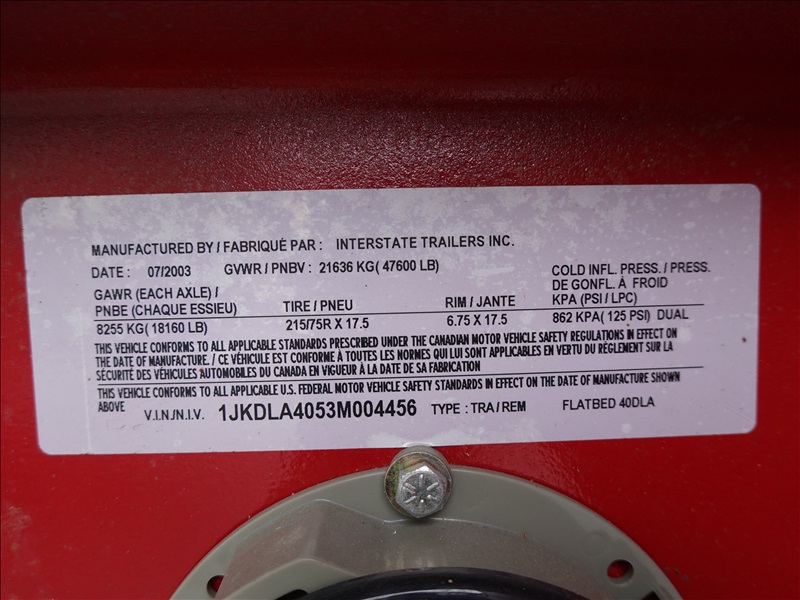 MANUFACTURED BY / FABRIQUÉ PAR : INTERSTATE TRAILERS INC.
DATE : 07/2003 GVWR / PNBV : 21636 KG( 47600 LB)
GAWR (EACH AXLE) /
PNBE (CHAQUE ESSIEU) TIRE / PNEU RIM / JANTE
COLD INFL. PRESS. / PRESS.
DE GONFL. À FROID
KPA (PSI / LPC)
8255 KG( 18160 LB) 215/75R X 17.5 6.75 X 17.5 862 KPA( 125 PSI) DUAL
THIS VEHICLE CONFORMS TO ALL APPLICABLE STANDARDS PRESCRIBED UNDER THE CANADIAN MOTOR VEHICLE SAFETY REGULATIONS IN EFFECT ON
THE DATE OF MANUFACTURE. / CE VÉHICULE EST CONFORME À TOUTES LES NORMES QUI LUI SONT APPLICABLES EN VERTU DU RÉGLEMENT SUR LA
SÉCURITÉ DES VÉHICULES AUTOMOBILES DU CANADA EN VIGUEUR À LA DATE DE SA FABRICATION
THIS VEHICLE CONFORMS TO ALL APPLICABLE U.S. FEDERAL MOTOR VEHICLE SAFETY STANDARDS IN EFFECT ON THE DATE OF MANUFACTURE SHOWN
ABOVE V.I.N./N.I.V. 1JKDLA4053M004456 TYPE : TRA / REM FLATBED 40DLA